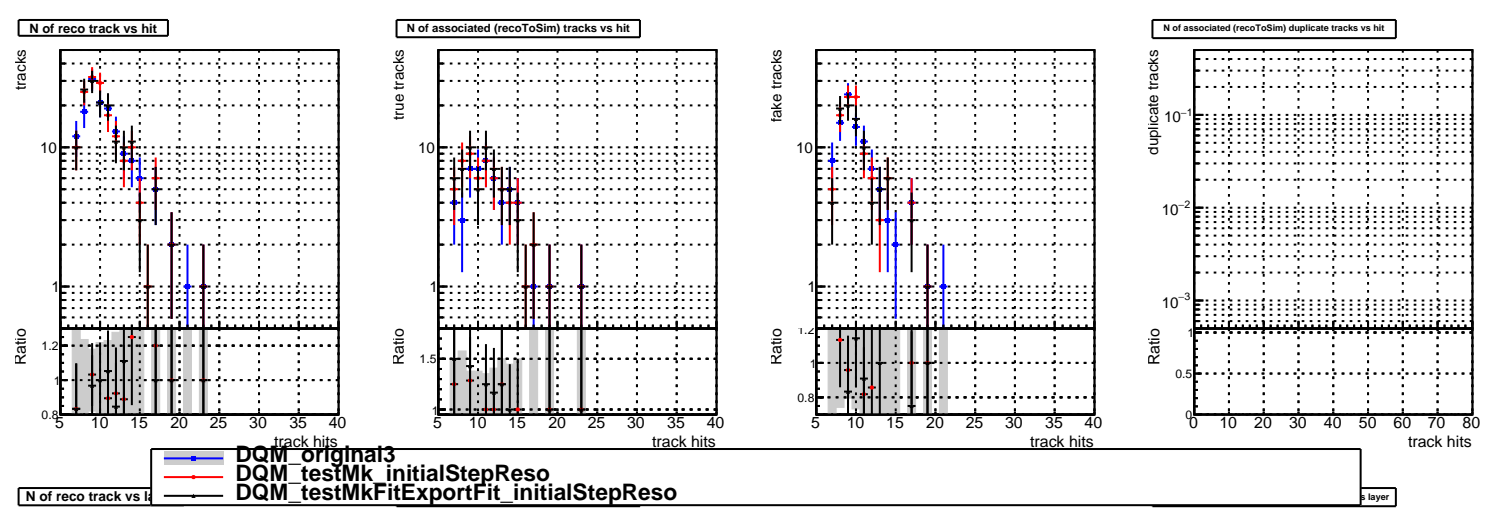 N of reco track vs hit
N of associated (recoToSim) tracks vs hit
N of associated (recoToSim) duplicate tracks vs hit
tracks
10
1
Ratio
1.2
1
0.8
5 10 15 20 25 30 35 40
track hits
true tracks
10
1
Ratio
1.5
1
5 10 15 20 25 30 35 40
track hits
fake tracks
10
1
Ratio
1.2
1
0.8
5 10 15 20 25 30 35 40
track hits
duplicate tracks
10−1
10−2
10−3
Ratio
1
0.5
0
0 10 20 30 40 50 60 70 80
track hits
DQM_original3
DQM_testMk_initialStepReso
DQM_testMkFitExportFit_initialStepReso
N of reco track vs la
s layer